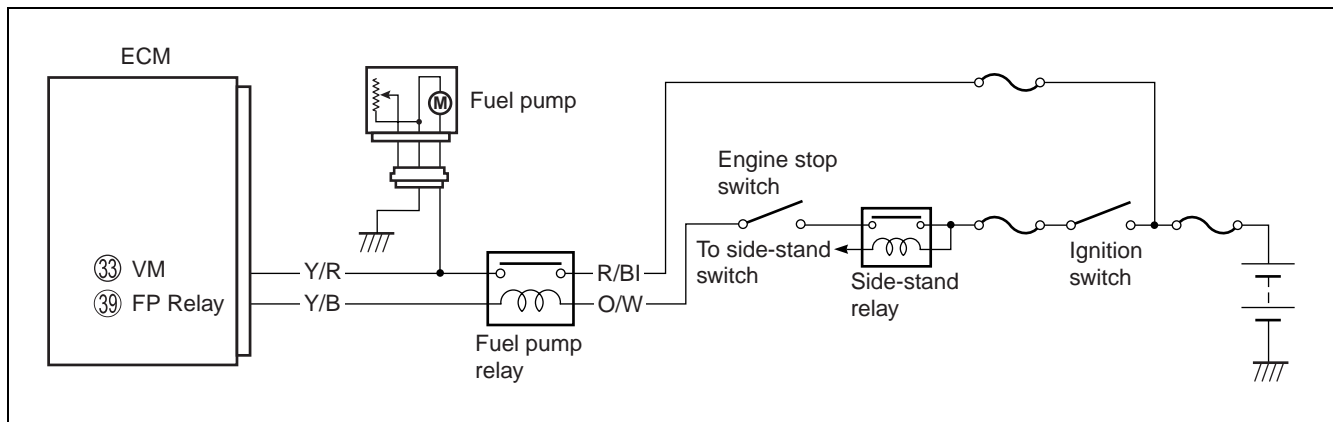 ECM
Fuel pump
M
Engine stop
switch
To side-stand
switch
Side-stand
relay
Ignition
switch
33 VM
39 FP Relay
Y/R
Y/B
R/Bl
O/W
Fuel pump
relay